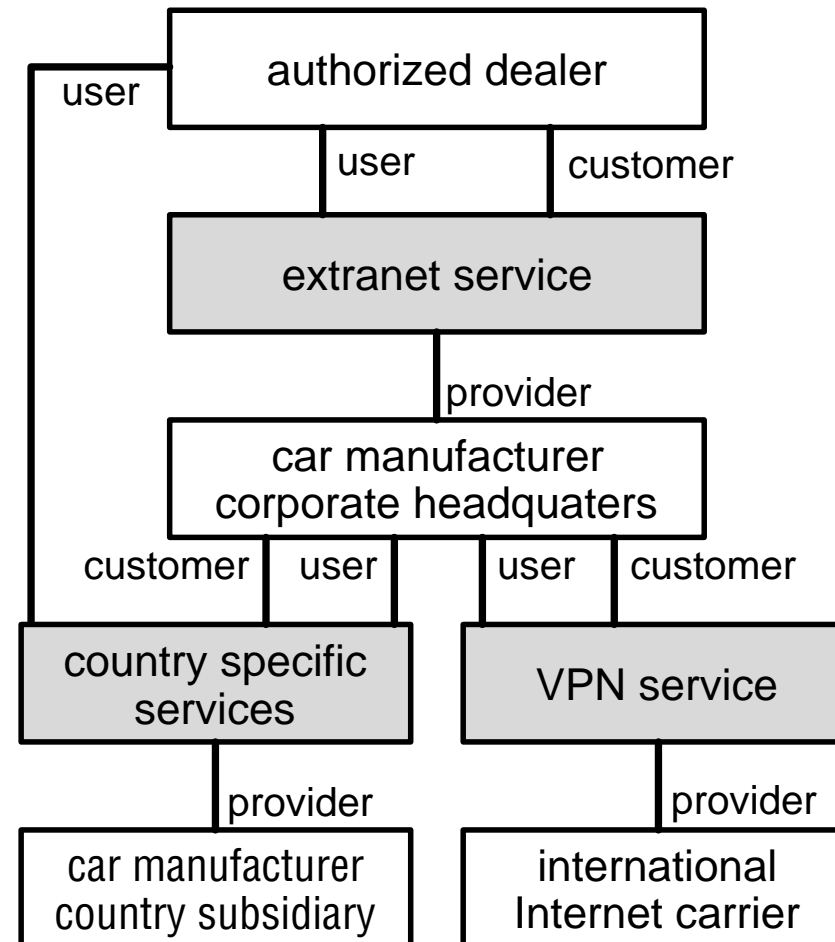 authorized dealer
user
user
customer
extranet service
provider
car manufacturer
corporate headquaters
customer
user
user
customer
country specific
services
VPN service
provider
provider
car manufacturer
country subsidiary
international
Internet carrier